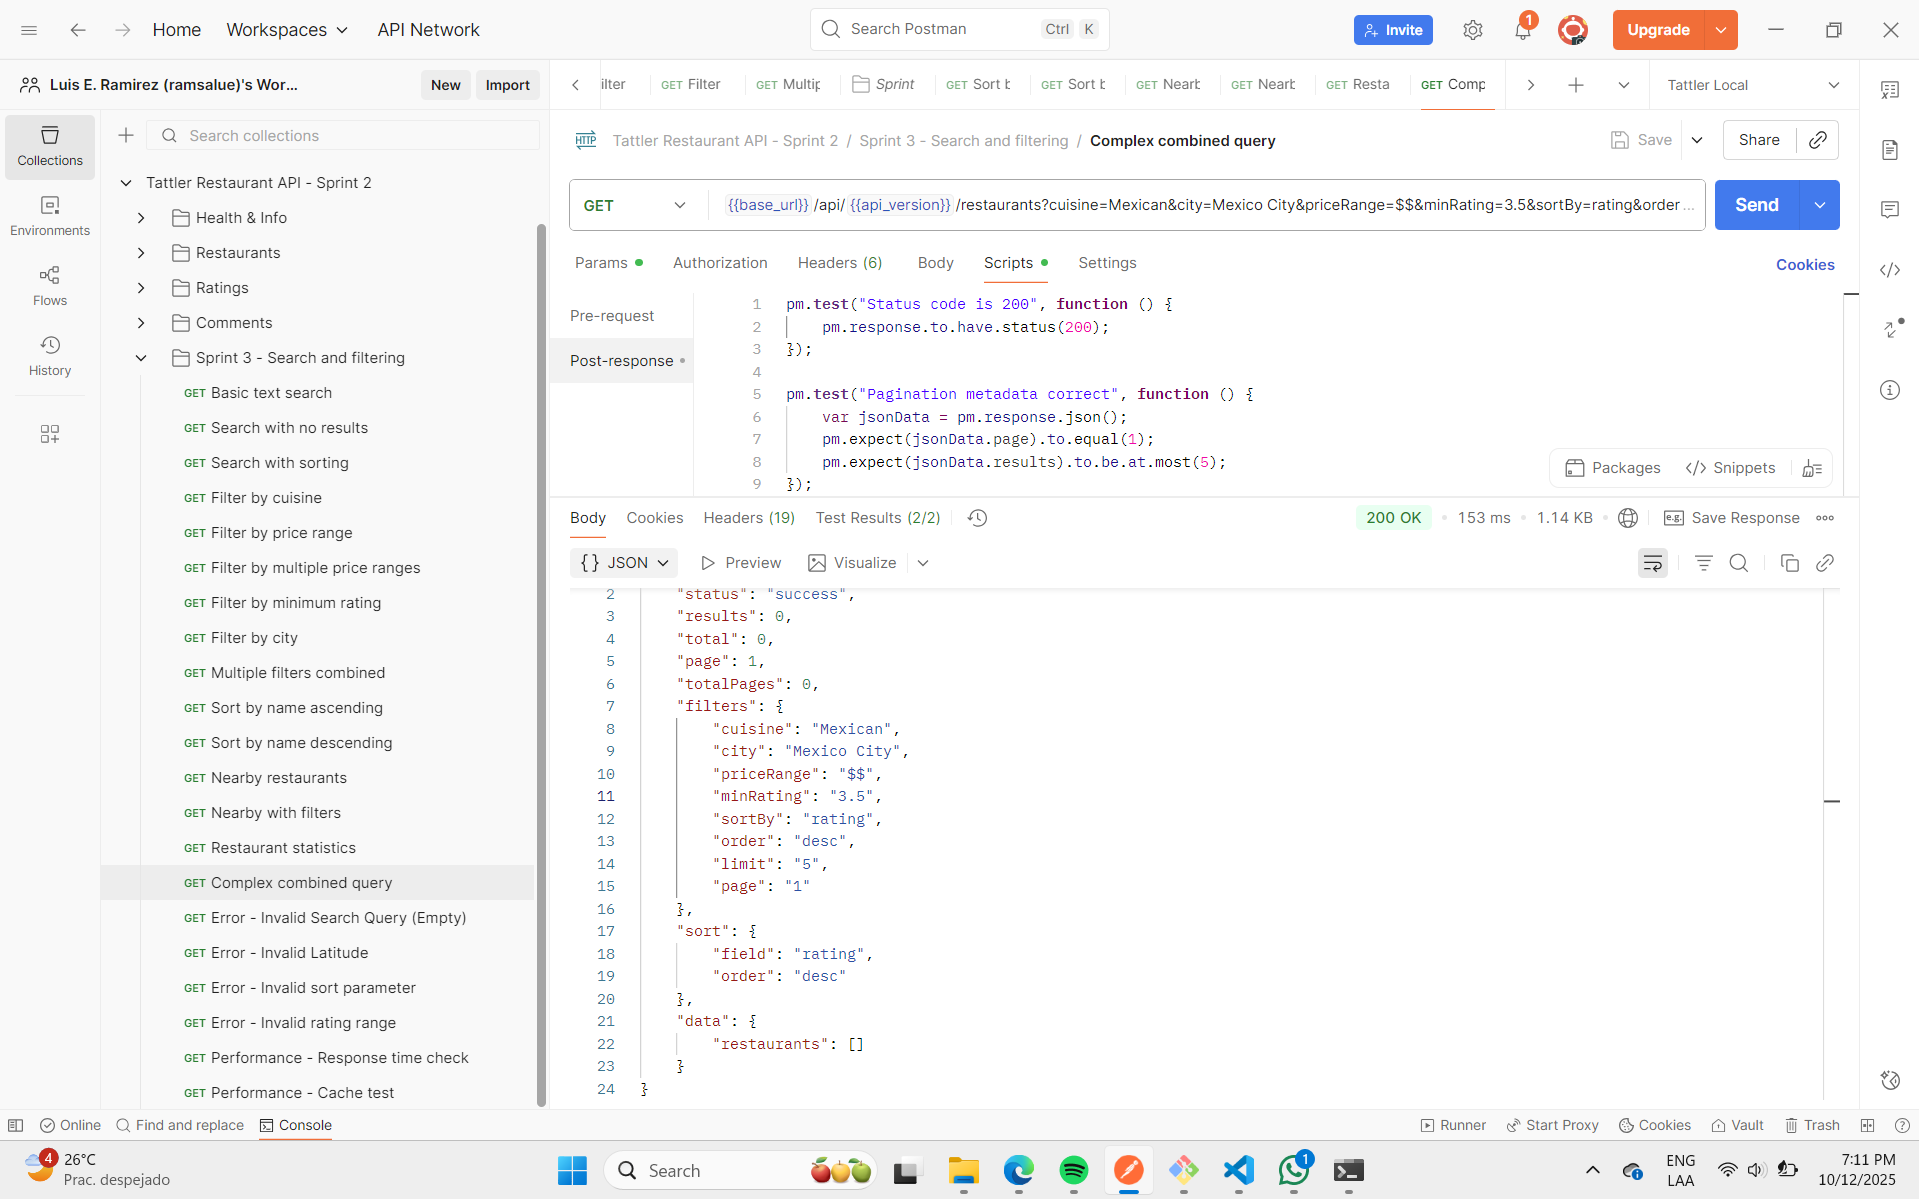 Home
Workspaces
API Network
Search Postman
Ctrl K
Invite
1
Upgrade
Luis E. Ramirez (ramsalue)'s Wor...
New
Import
ilter
GET Filter
GET Multip
Sprint
GET Sort b
GET Sort b
GET Nearb
GET Nearb
GET Resta
GET Comp
Tattler Local
Collections
Environments
Flows
History
Search collections
Tattler Restaurant API - Sprint 2
Health & Info
Restaurants
Ratings
Comments
Sprint 3 - Search and filtering
GET Basic text search
GET Search with no results
GET Search with sorting
GET Filter by cuisine
GET Filter by price range
GET Filter by multiple price ranges
GET Filter by minimum rating
GET Filter by city
GET Multiple filters combined
GET Sort by name ascending
GET Sort by name descending
GET Nearby restaurants
GET Nearby with filters
GET Restaurant statistics
GET Complex combined query
GET Error - Invalid Search Query (Empty)
GET Error - Invalid Latitude
GET Error - Invalid sort parameter
GET Error - Invalid rating range
GET Performance - Response time check
GET Performance - Cache test
HTTP Tattler Restaurant API - Sprint 2 / Sprint 3 - Search and filtering / Complex combined query
Save
Share
GET
{{base_url}} /api/ {{api_version}} /restaurants?cuisine=Mexican&city=Mexico City&priceRange=$$&minRating=3.5&sortBy=rating&order ...
Send
Params
Authorization
Headers (6)
Body
Scripts
Settings
Cookies
Pre-request
Post-response
1 pm.test("Status code is 200", function () {
2 pm.response.to.have.status(200);
3 });
4
5 pm.test("Pagination metadata correct", function () {
6 var jsonData = pm.response.json();
7 pm.expect(jsonData.page).to.equal(1);
8 pm.expect(jsonData.results).to.be.at.most(5);
9 });
Packages
</> Snippets
Body
Cookies
Headers (19)
Test Results (2/2)
200 OK
153 ms
1.14 KB
e.g. Save Response
{} JSON
Preview
Visualize
2 "status": "success",
3 "results": 0,
4 "total": 0,
5 "page": 1,
6 "totalPages": 0,
7 "filters": {
8 "cuisine": "Mexican",
9 "city": "Mexico City",
10 "priceRange": "$$",
11 "minRating": "3.5",
12 "sortBy": "rating",
13 "order": "desc",
14 "limit": "5",
15 "page": "1"
16 },
17 "sort": {
18 "field": "rating",
19 "order": "desc"
20 },
21 "data": {
22 "restaurants": []
23 }
24 }
Online
Find and replace
Console
Runner
Start Proxy
Cookies
Vault
Trash
4
26°C
Prac. despejado
Search
1
ENG
LAA
7:11 PM
10/12/2025